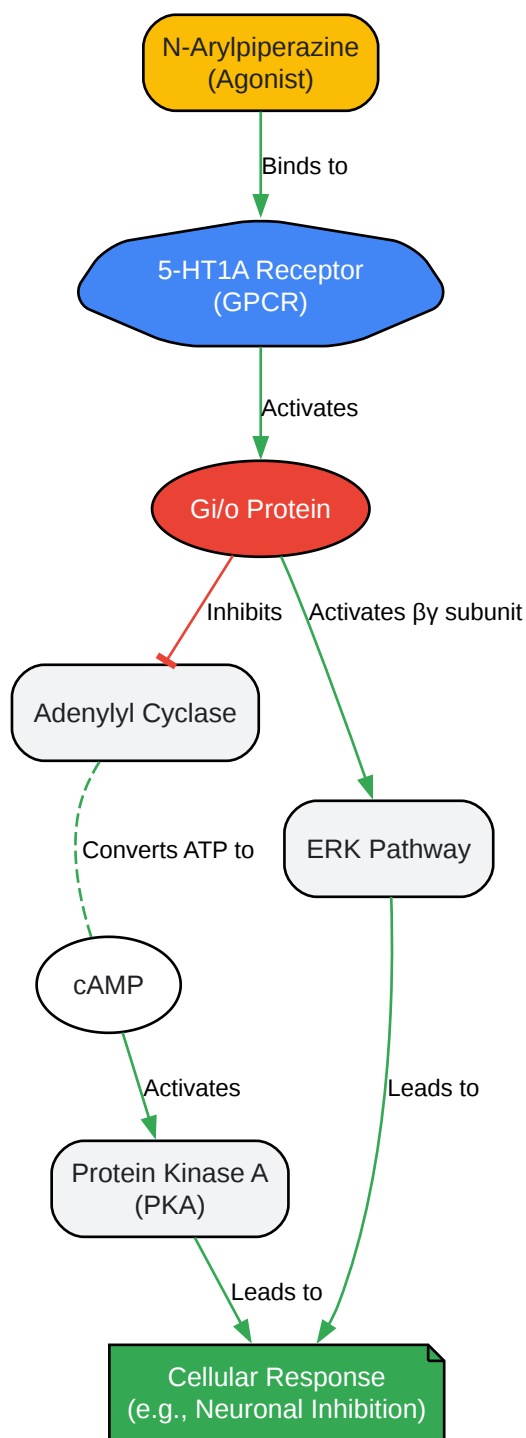 N-Arylpiperazine
(Agonist)
Binds to
5-HT1A Receptor
(GPCR)
Activates
Gi/o Protein
Inhibits
Activates βγ subunit
Adenylyl Cyclase
Converts ATP to
ERK Pathway
cAMP
Activates
Leads to
Protein Kinase A
(PKA)
Leads to
Cellular Response
(e.g., Neuronal Inhibition)